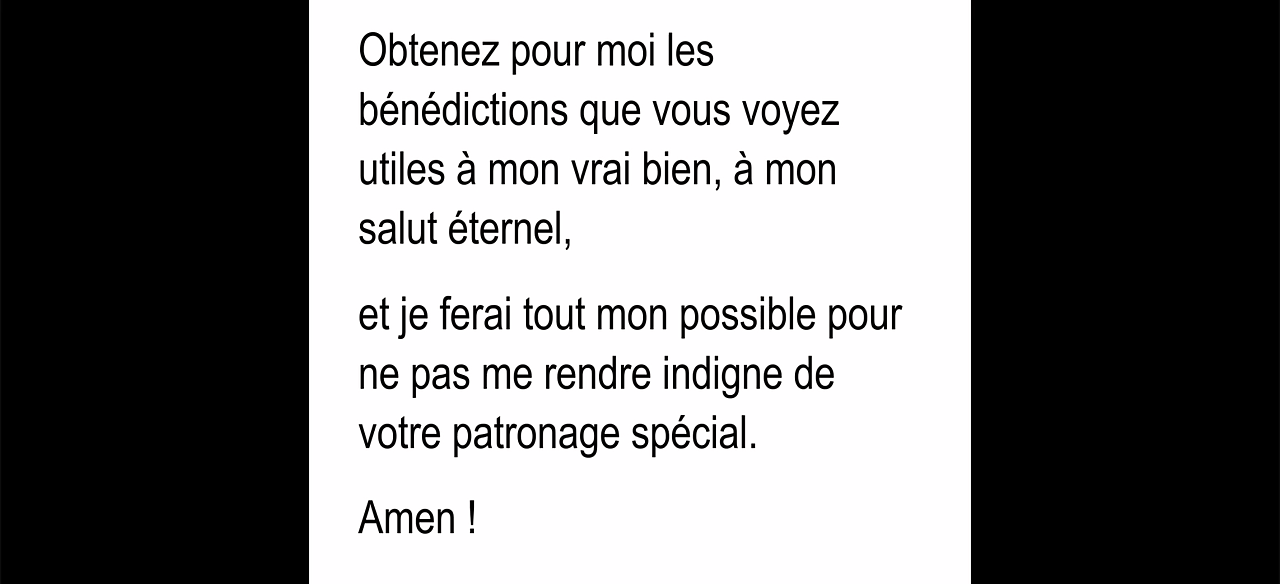 Obtenez pour moi les
bénédictions que vous voyez
utiles à mon vrai bien, à mon
salut éternel,
et je ferai tout mon possible pour
ne pas me rendre indigne de
votre patronage spécial.
Amen !